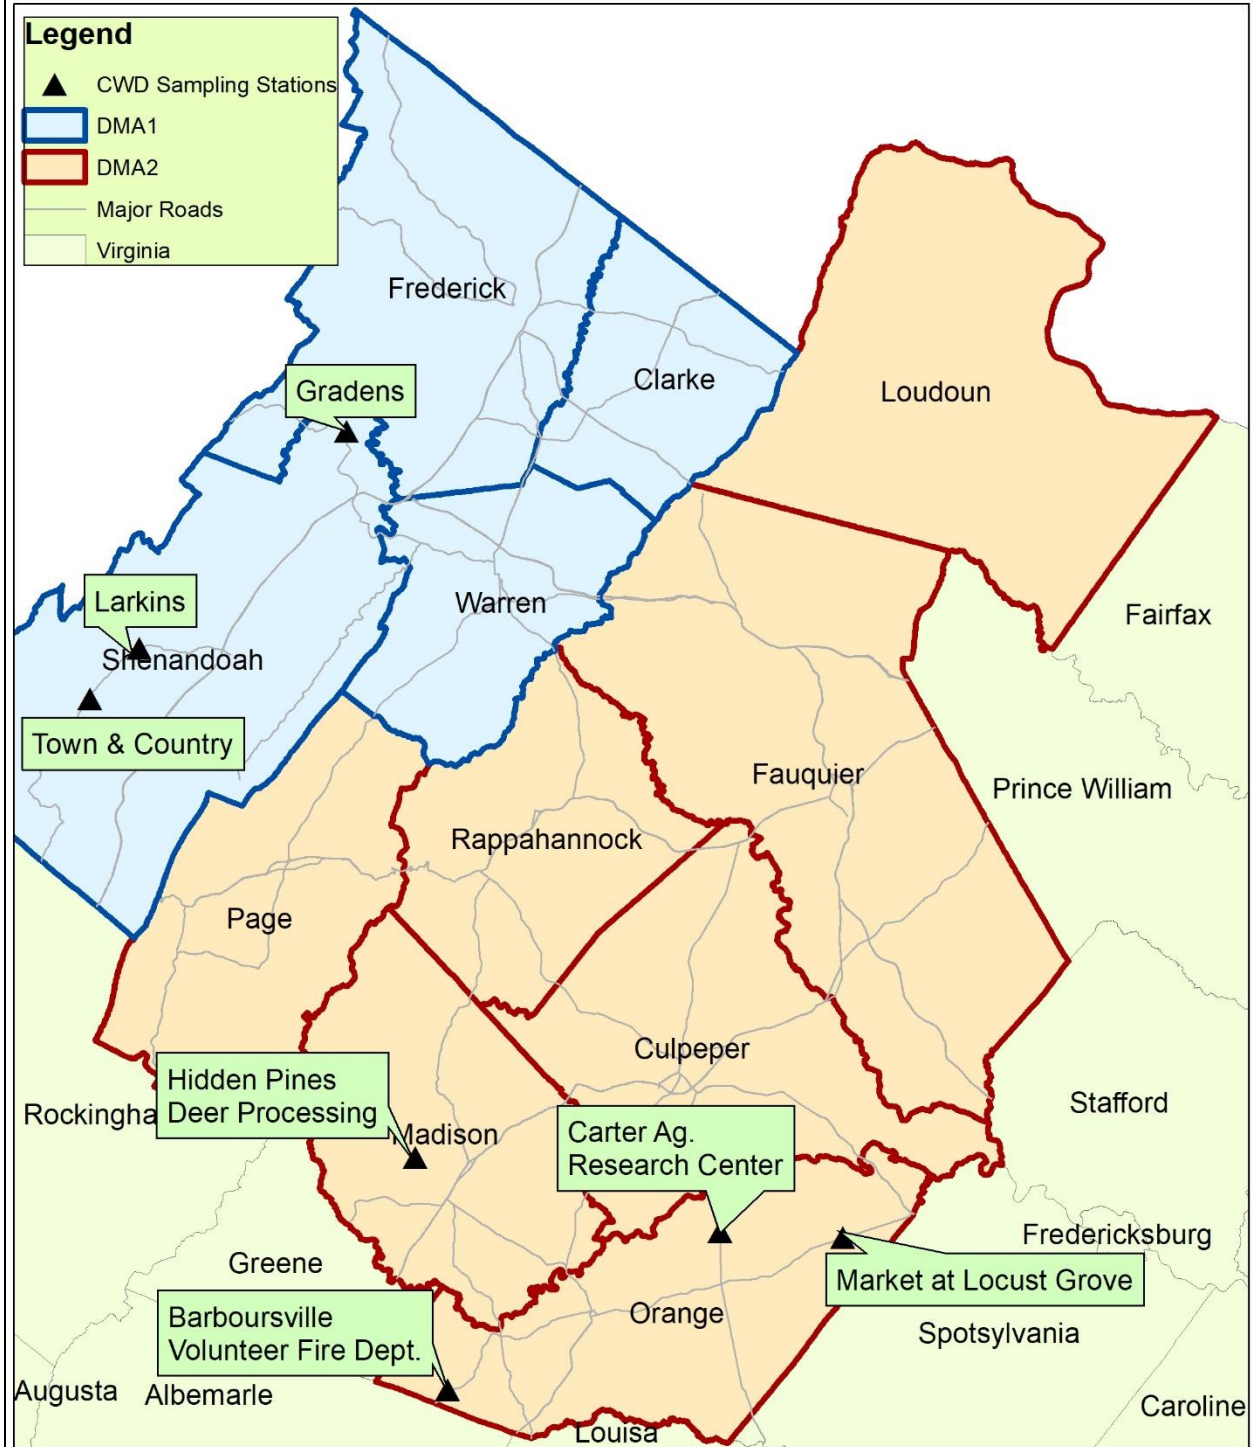 Legend
CWD Sampling Stations
DMA1
DMA2
Major Roads
Virginia
Frederick
Clarke
Loudoun
Gradens
Larkins
Shenandoah
Town & Country
Warren
Fairfax
Fauquier
Prince William
Rappahannock
Page
Culpeper
Hidden Pines
Deer Processing
Rockingha
Madison
Carter Ag.
Research Center
Stafford
Greene
Fredericksburg
Market at Locust Grove
Barboursville
Volunteer Fire Dept.
Orange
Spotsylvania
Augusta
Albemarle
Louisa
Caroline